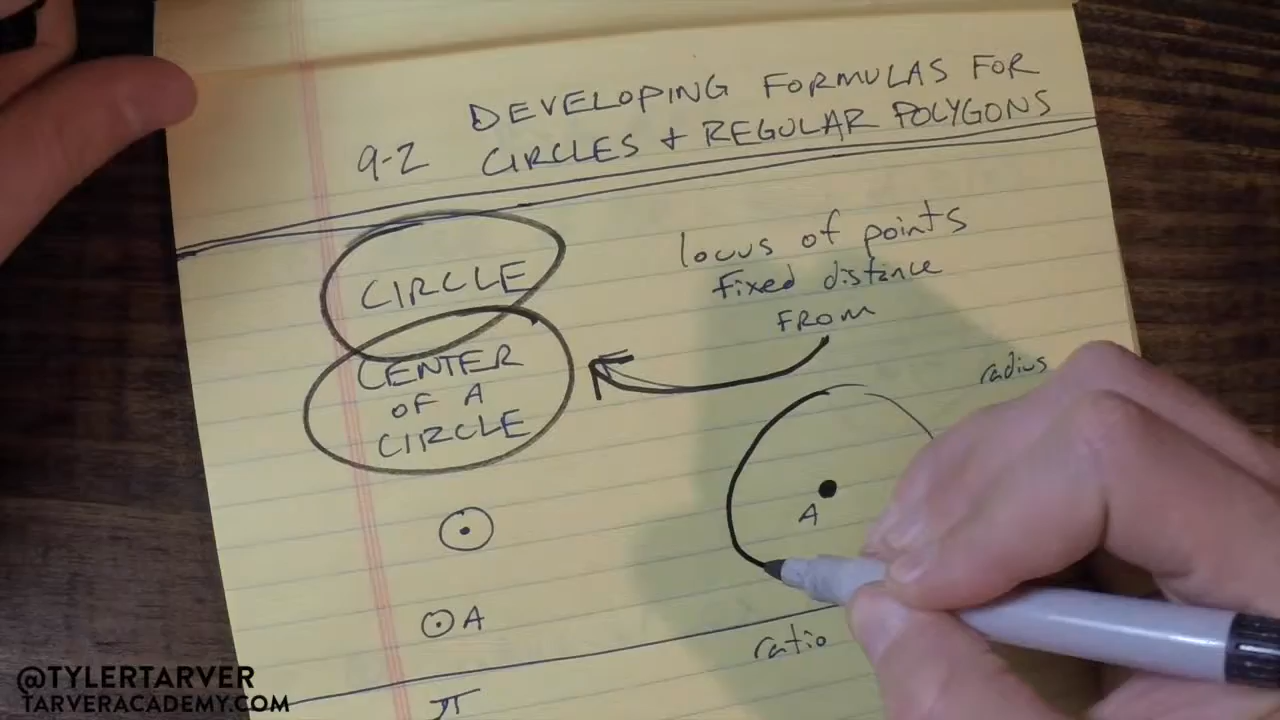 DEVELOPING FORMULAS FOR
9-2 CIRCLES + REGULAR POLYGONS
CIRCLE
locus of points
fixed distance
FROM
CENTER
OF A
CIRCLE
radius
A
⊙A
ratio
π
@TYLERTARVER
TARVERACADEMY.COM